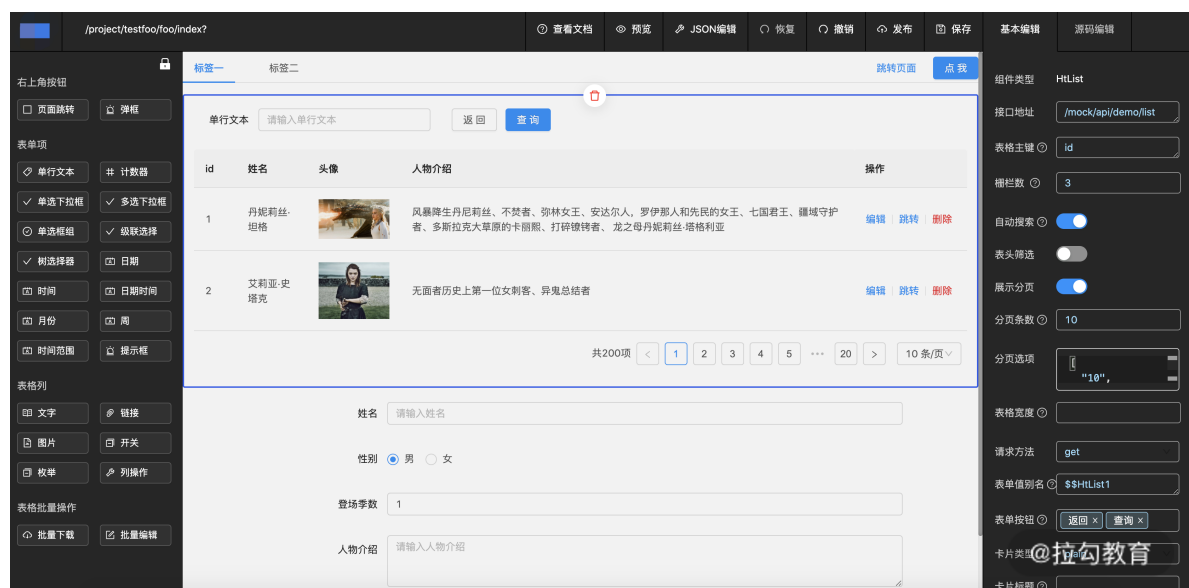 /project/testfoo/foo/index?
查看文档 预览 JSON编辑 恢复 撤销 发布 保存 基本编辑 源码编辑
右上角按钮
页面跳转 弹框
表单项
单行文本 计数器
单选下拉框 多选下拉框
单选框组 级联选择
树选择器 日期
时间 日期时间
月份 周
时间范围 提示框
表格列
文字 链接
图片 开关
枚举 列操作
表格批量操作
批量下载 批量编辑
标签一 标签二 跳转页面 点我
单行文本 请输入单行文本 返回 查询
id 姓名 头像 人物介绍 操作
1 丹妮莉丝·坦格 风暴降生丹尼莉丝、不焚者、弥林女王、安达尔人，罗伊那人和先民的女王、七国君王、疆域守护
者、多斯拉克大草原的卡丽熙、打碎镣铐者、 龙之母丹妮莉丝·塔格利亚 编辑 跳转 删除
2 艾莉亚·史
塔克 无面者历史上第一位女刺客、异鬼总结者 编辑 跳转 删除
共200项 < 1 2 3 4 5 ••• 20 > 10 条/页
姓名 请输入姓名
性别 男 女
登场季数 1
人物介绍 请输入人物介绍
组件类型 HtList
接口地址 /mock/api/demo/list
表格主键 id
栅栏数 3
自动搜索
表头筛选
展示分页
分页条数 10
分页选项 [
"10",
表格宽度
请求方法 get
表单值别名 $$HtList1
表单按钮 返回 × 查询 ×
卡片类型
卡片标题
@拉勾教育